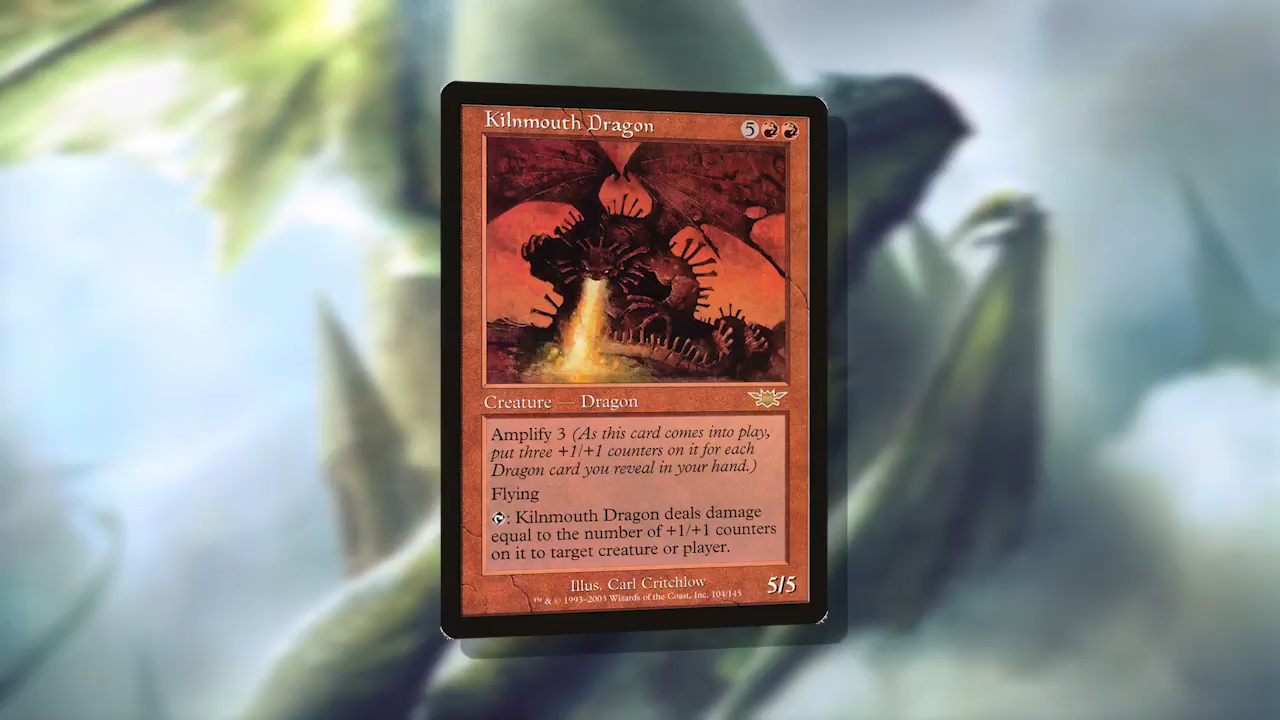 Kilnmouth Dragon 5
Creature — Dragon
Amplify 3 (As this card comes into play,
put three +1/+1 counters on it for each
Dragon card you reveal in your hand.)
Flying
: Kilnmouth Dragon deals damage
equal to the number of +1/+1 counters
on it to target creature or player.
Illus. Carl Critchlow
5/5
™ & © 1993–2003 Wizards of the Coast, Inc. 104/145